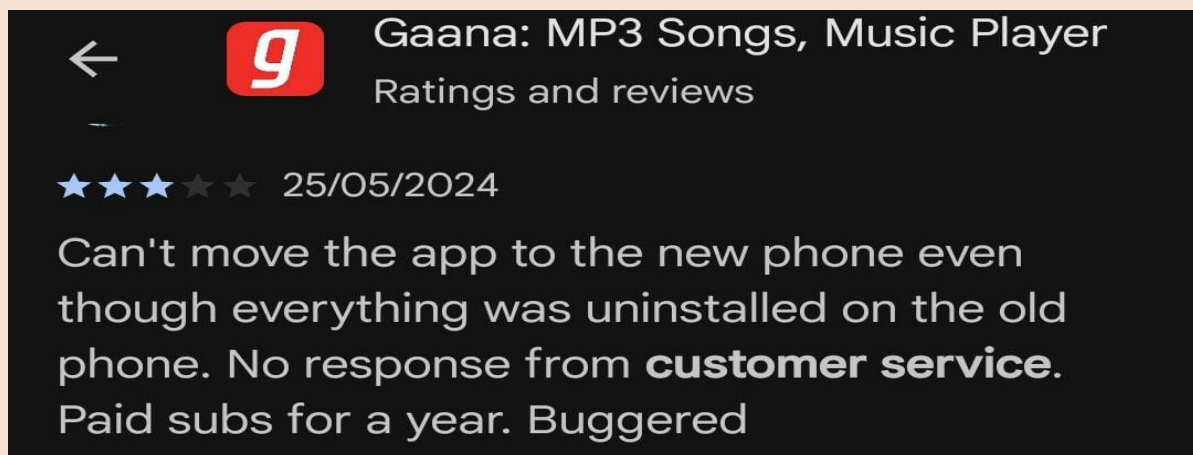 g
Gaana: MP3 Songs, Music Player
Ratings and reviews
25/05/2024
Can't move the app to the new phone even
though everything was uninstalled on the old
phone. No response from customer service.
Paid subs for a year. Buggered